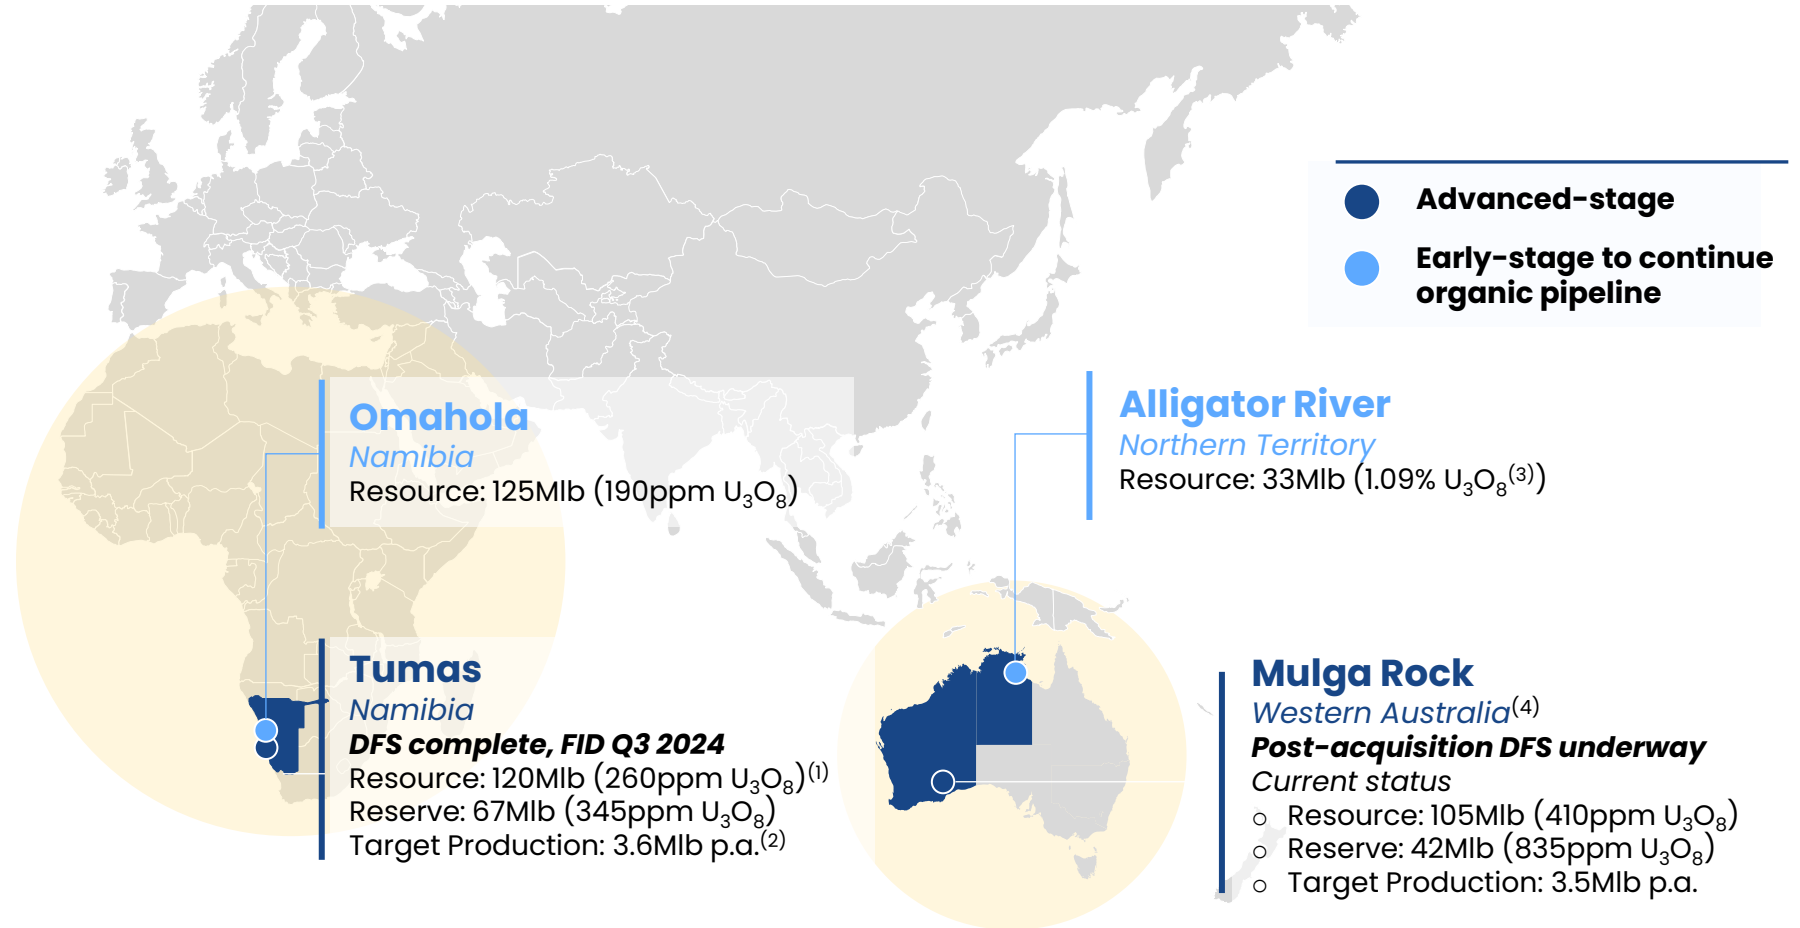 Advanced-stage
Early-stage to continue
organic pipeline
Omahola
Namibia
Resource: 125Mlb (190ppm U₃O₈)
Alligator River
Northern Territory
Resource: 33Mlb (1.09% U₃O₈⁽³⁾)
Tumas
Namibia
DFS complete, FID Q3 2024
Resource: 120Mlb (260ppm U₃O₈)⁽¹⁾
Reserve: 67Mlb (345ppm U₃O₈)
Target Production: 3.6Mlb p.a.⁽²⁾
Mulga Rock
Western Australia⁽⁴⁾
Post-acquisition DFS underway
Current status
○ Resource: 105Mlb (410ppm U₃O₈)
○ Reserve: 42Mlb (835ppm U₃O₈)
○ Target Production: 3.5Mlb p.a.